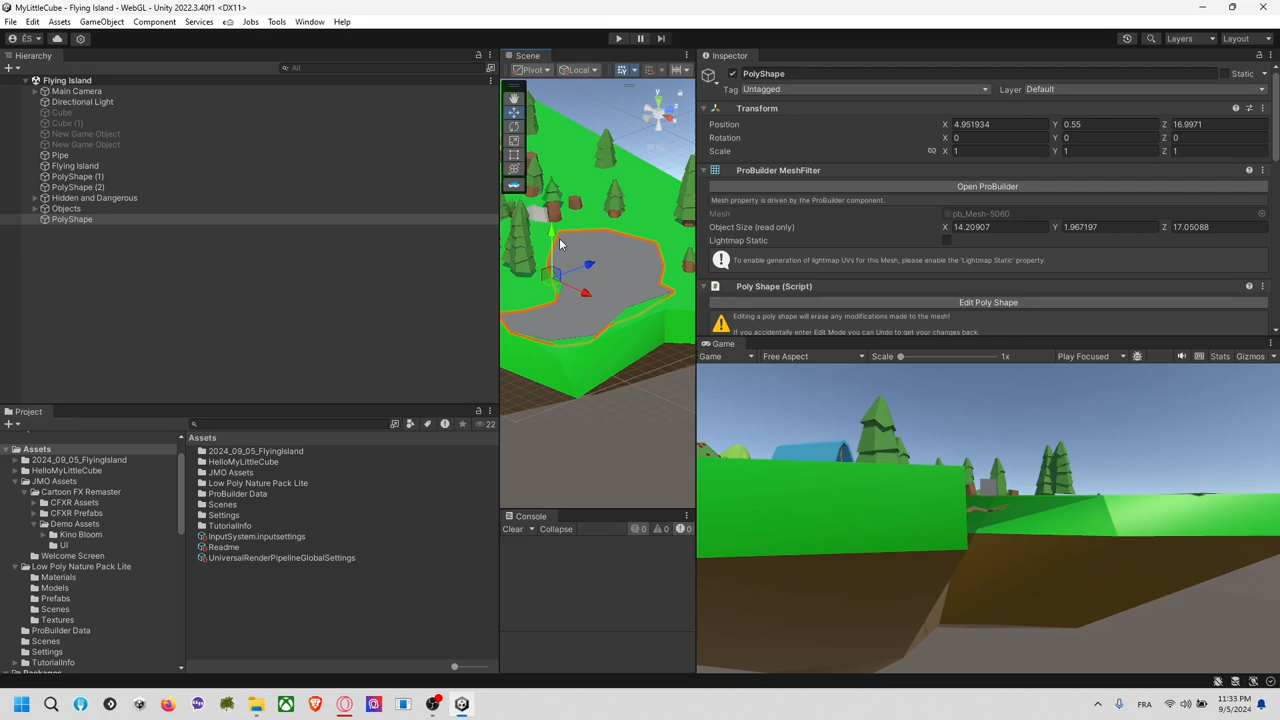 MyLittleCube - Flying Island - WebGL - Unity 2022.3.40f1 <DX11>
File Edit Assets GameObject Component Services Jobs Tools Window Help
ÉS
Layers Layout
Hierarchy
All
Flying Island
Main Camera
Directional Light
Cube
Cube (1)
New Game Object
New Game Object
Pipe
Flying Island
PolyShape (1)
PolyShape (2)
Hidden and Dangerous
Objects
PolyShape
Scene
Pivot Local
y
z
x
Inspector
PolyShape Static
Tag Untagged Layer Default
Transform
Position X 4.951934 Y 0.55 Z 16.9971
Rotation X 0 Y 0 Z 0
Scale X 1 Y 1 Z 1
ProBuilder MeshFilter
Open ProBuilder
Mesh property is driven by the ProBuilder component.
Mesh pb_Mesh-5060
Object Size (read only) X 14.20907 Y 1.967197 Z 17.05088
Lightmap Static
To enable generation of lightmap UVs for this Mesh, please enable the 'Lightmap Static' property.
Poly Shape (Script)
Edit Poly Shape
Editing a poly shape will erase any modifications made to the mesh!
If you accidentally enter Edit Mode you can Undo to get your changes back.
Game
Game Free Aspect Scale 1x Play Focused Stats Gizmos
Project
22
Assets
2024_09_05_FlyingIsland
HelloMyLittleCube
JMO Assets
Cartoon FX Remaster
CFXR Assets
CFXR Prefabs
Demo Assets
Kino Bloom
UI
Welcome Screen
Low Poly Nature Pack Lite
Materials
Models
Prefabs
Scenes
Textures
ProBuilder Data
Scenes
Settings
TutorialInfo
Packages
Assets
2024_09_05_FlyingIsland
HelloMyLittleCube
JMO Assets
Low Poly Nature Pack Lite
ProBuilder Data
Scenes
Settings
TutorialInfo
InputSystem.inputsettings
Readme
UniversalRenderPipelineGlobalSettings
Console
Clear Collapse 0 0 0
FRA
11:33 PM
9/5/2024